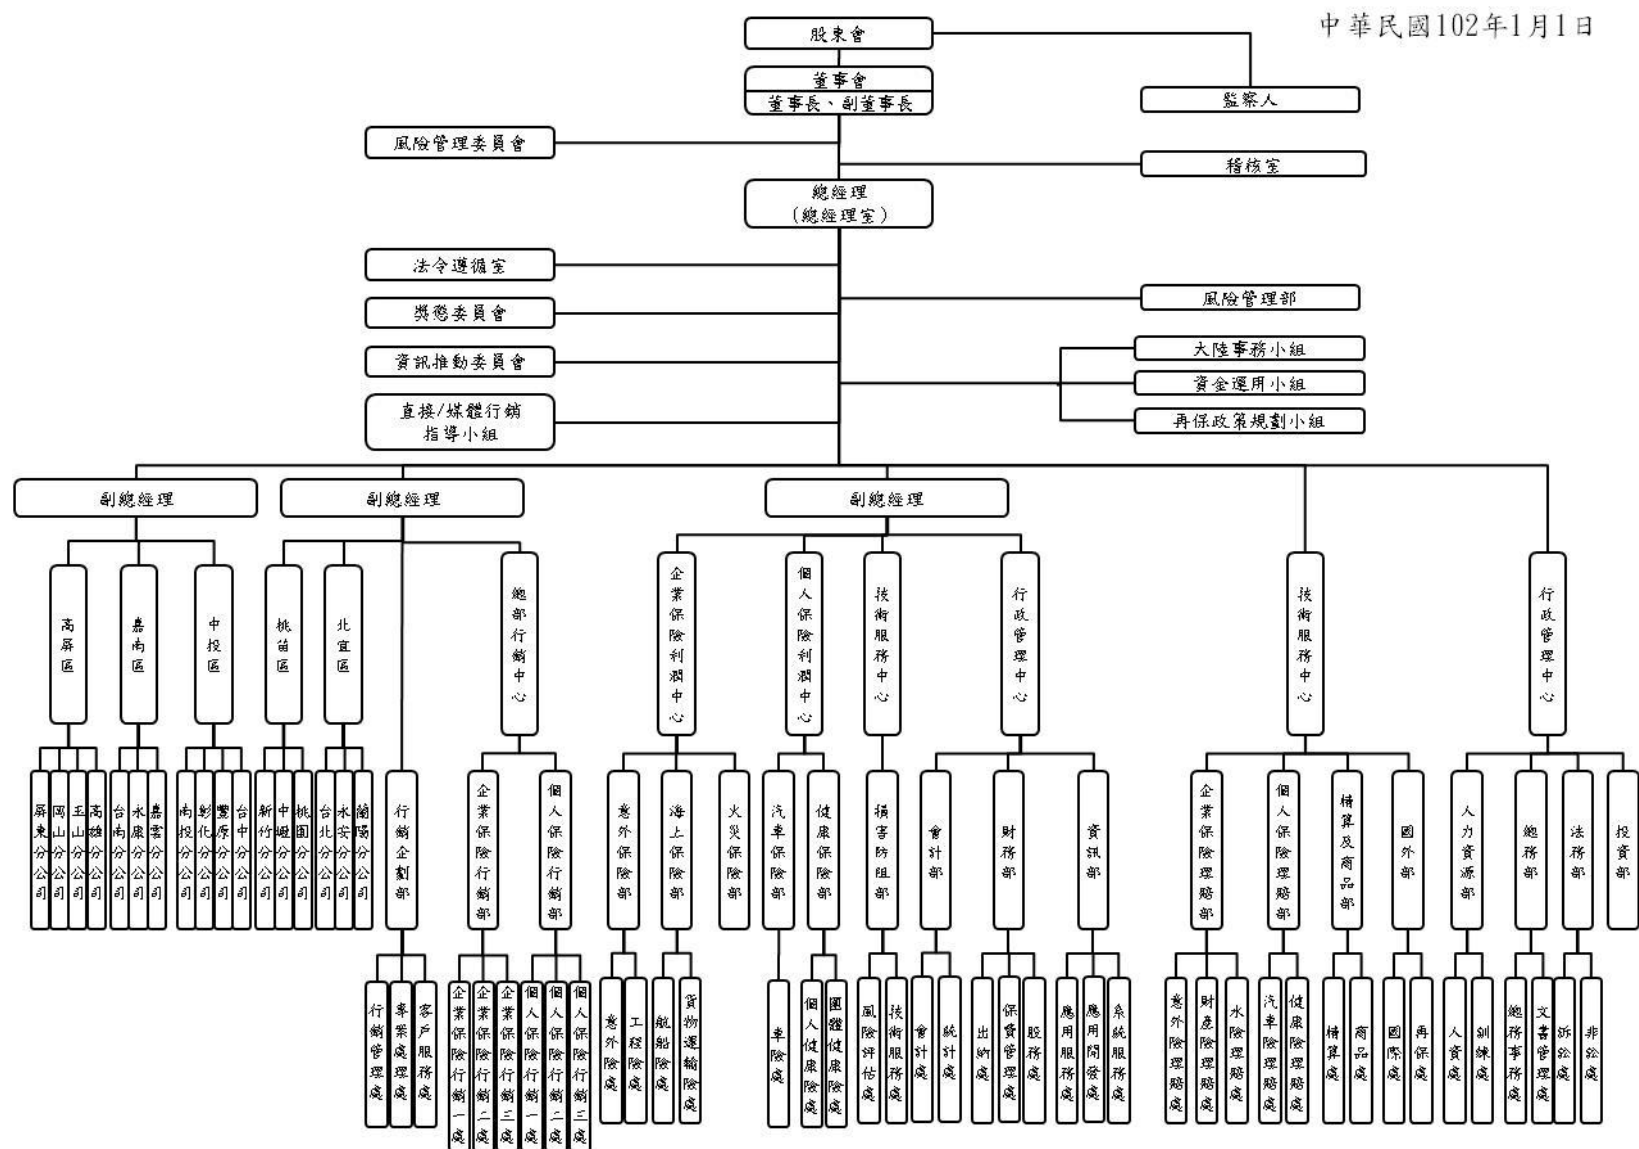 中華民國102年1月1日
股東會
董事會
董事長、副董事長
監察人
風險管理委員會
稽核室
總經理
(總經理室)
法令遵循室
風險管理部
獎懲委員會
大陸事務小組
資訊推動委員會
資金運用小組
直接/媒體行銷
指導小組
再保政策規劃小組
副總經理
副總經理
副總經理
高屏區
嘉南區
中投區
桃苗區
北宜區
總部行銷中心
企業保險利潤中心
個人保險利潤中心
技術服務中心
行政管理中心
技術服務中心
行政管理中心
屏東分公司
岡山分公司
玉山分公司
高雄分公司
台南分公司
永康分公司
嘉雲分公司
南投分公司
彰化分公司
豐原分公司
台中分公司
新竹分公司
中壢分公司
桃園分公司
台北分公司
永安分公司
蘭陽分公司
行銷企劃部
企業保險行銷部
個人保險行銷部
意外保險部
海上保險部
火災保險部
汽車保險部
健康保險部
損害防阻部
會計部
財務部
資訊部
企業保險理賠部
個人保險理賠部
精算及商品部
國外部
人力資源部
總務部
法務部
投資部
行銷管理處
專案處理處
客戶服務處
企業保險行銷一處
企業保險行銷二處
企業保險行銷三處
個人保險行銷一處
個人保險行銷二處
個人保險行銷三處
意外險處
工程險處
航船險處
貨物運輸險處
車險處
個人健康險處
團體健康險處
風險評估處
技術服務處
會計處
統計處
出納處
保費管理處
股務處
應用服務處
應用開發處
系統服務處
意外險理賠處
財產險理賠處
水險理賠處
汽車險理賠處
健康險理賠處
精算處
商品處
國際處
再保處
人資處
訓練處
總務事務處
文書管理處
訴訟處
非訟處